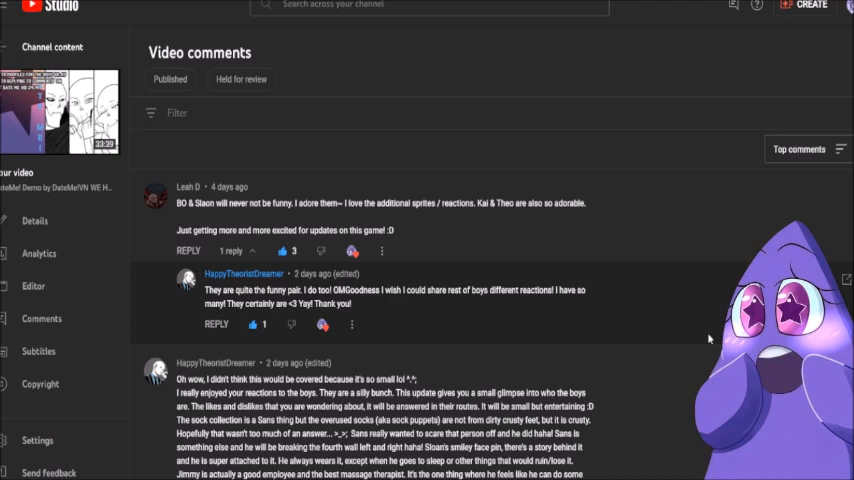 Studio
Search across your channel
CREATE
Channel content
Video comments
Published
Held for review
Filter
33:39
Top comments
our video
ateMe! Demo by DateMe!VN WE H...
Details
Analytics
Editor
Comments
Subtitles
Copyright
Settings
Send feedback
Leah D • 4 days ago
BO & Slaon will never not be funny. I adore them~ I love the additional sprites / reactions. Kai & Theo are also so adorable.
Just getting more and more excited for updates on this game! :D
REPLY 1 reply 3
HappyTheoristDreamer • 2 days ago (edited)
They are quite the funny pair. I do too! OMGoodness I wish I could share rest of boys different reactions! I have so
many! They certainly are <3 Yay! Thank you!
REPLY 1
HappyTheoristDreamer • 2 days ago (edited)
Oh wow, I didn't think this would be covered because it's so small lol ^.^;
I really enjoyed your reactions to the boys. They are a silly bunch. This update gives you a small glimpse into who the boys
are. The likes and dislikes that you are wondering about, it will be answered in their routes. It will be small but entertaining :D
The sock collection is a Sans thing but the overused socks (aka sock puppets) are not from dirty crusty feet, but it is crusty.
Hopefully that wasn't too much of an answer... >_>; Sans really wanted to scare that person off and he did haha! Sans is
something else and he will be breaking the fourth wall left and right haha! Sloan's smiley face pin, there's a story behind it
and he is super attached to it. He always wears it, except when he goes to sleep or other things that would ruin/lose it.
Jimmy is actually a good employee and the best massage therapist. It's the one thing where he feels like he can do some